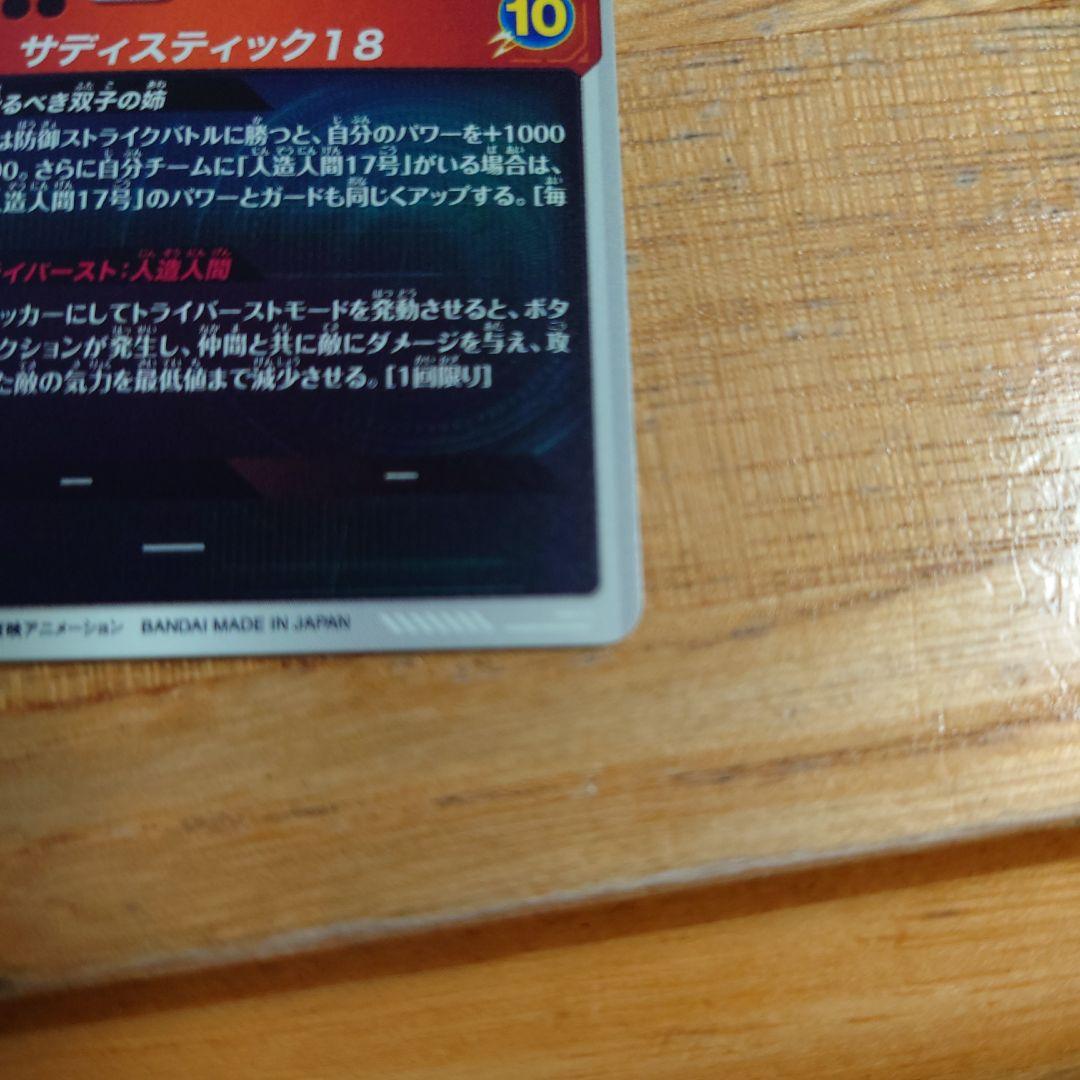 10
サディスティック18
るべき双子の姉
は防御ストライクバトルに勝つと、自分のパワーを+1000
00。さらに自分チームに「人造人間17号」がいる場合は、
造人間17号」のパワーとガードも同じくアップする。[毎
イバースト:人造人間
ッカーにしてトライバーストモードを発動させると、ボタ
クションが発生し、仲間と共に敵にダメージを与え、攻
た敵の気力を最低値まで減少させる。[1回限り]
ー ー
ー
アニメーション BANDAI MADE IN JAPAN